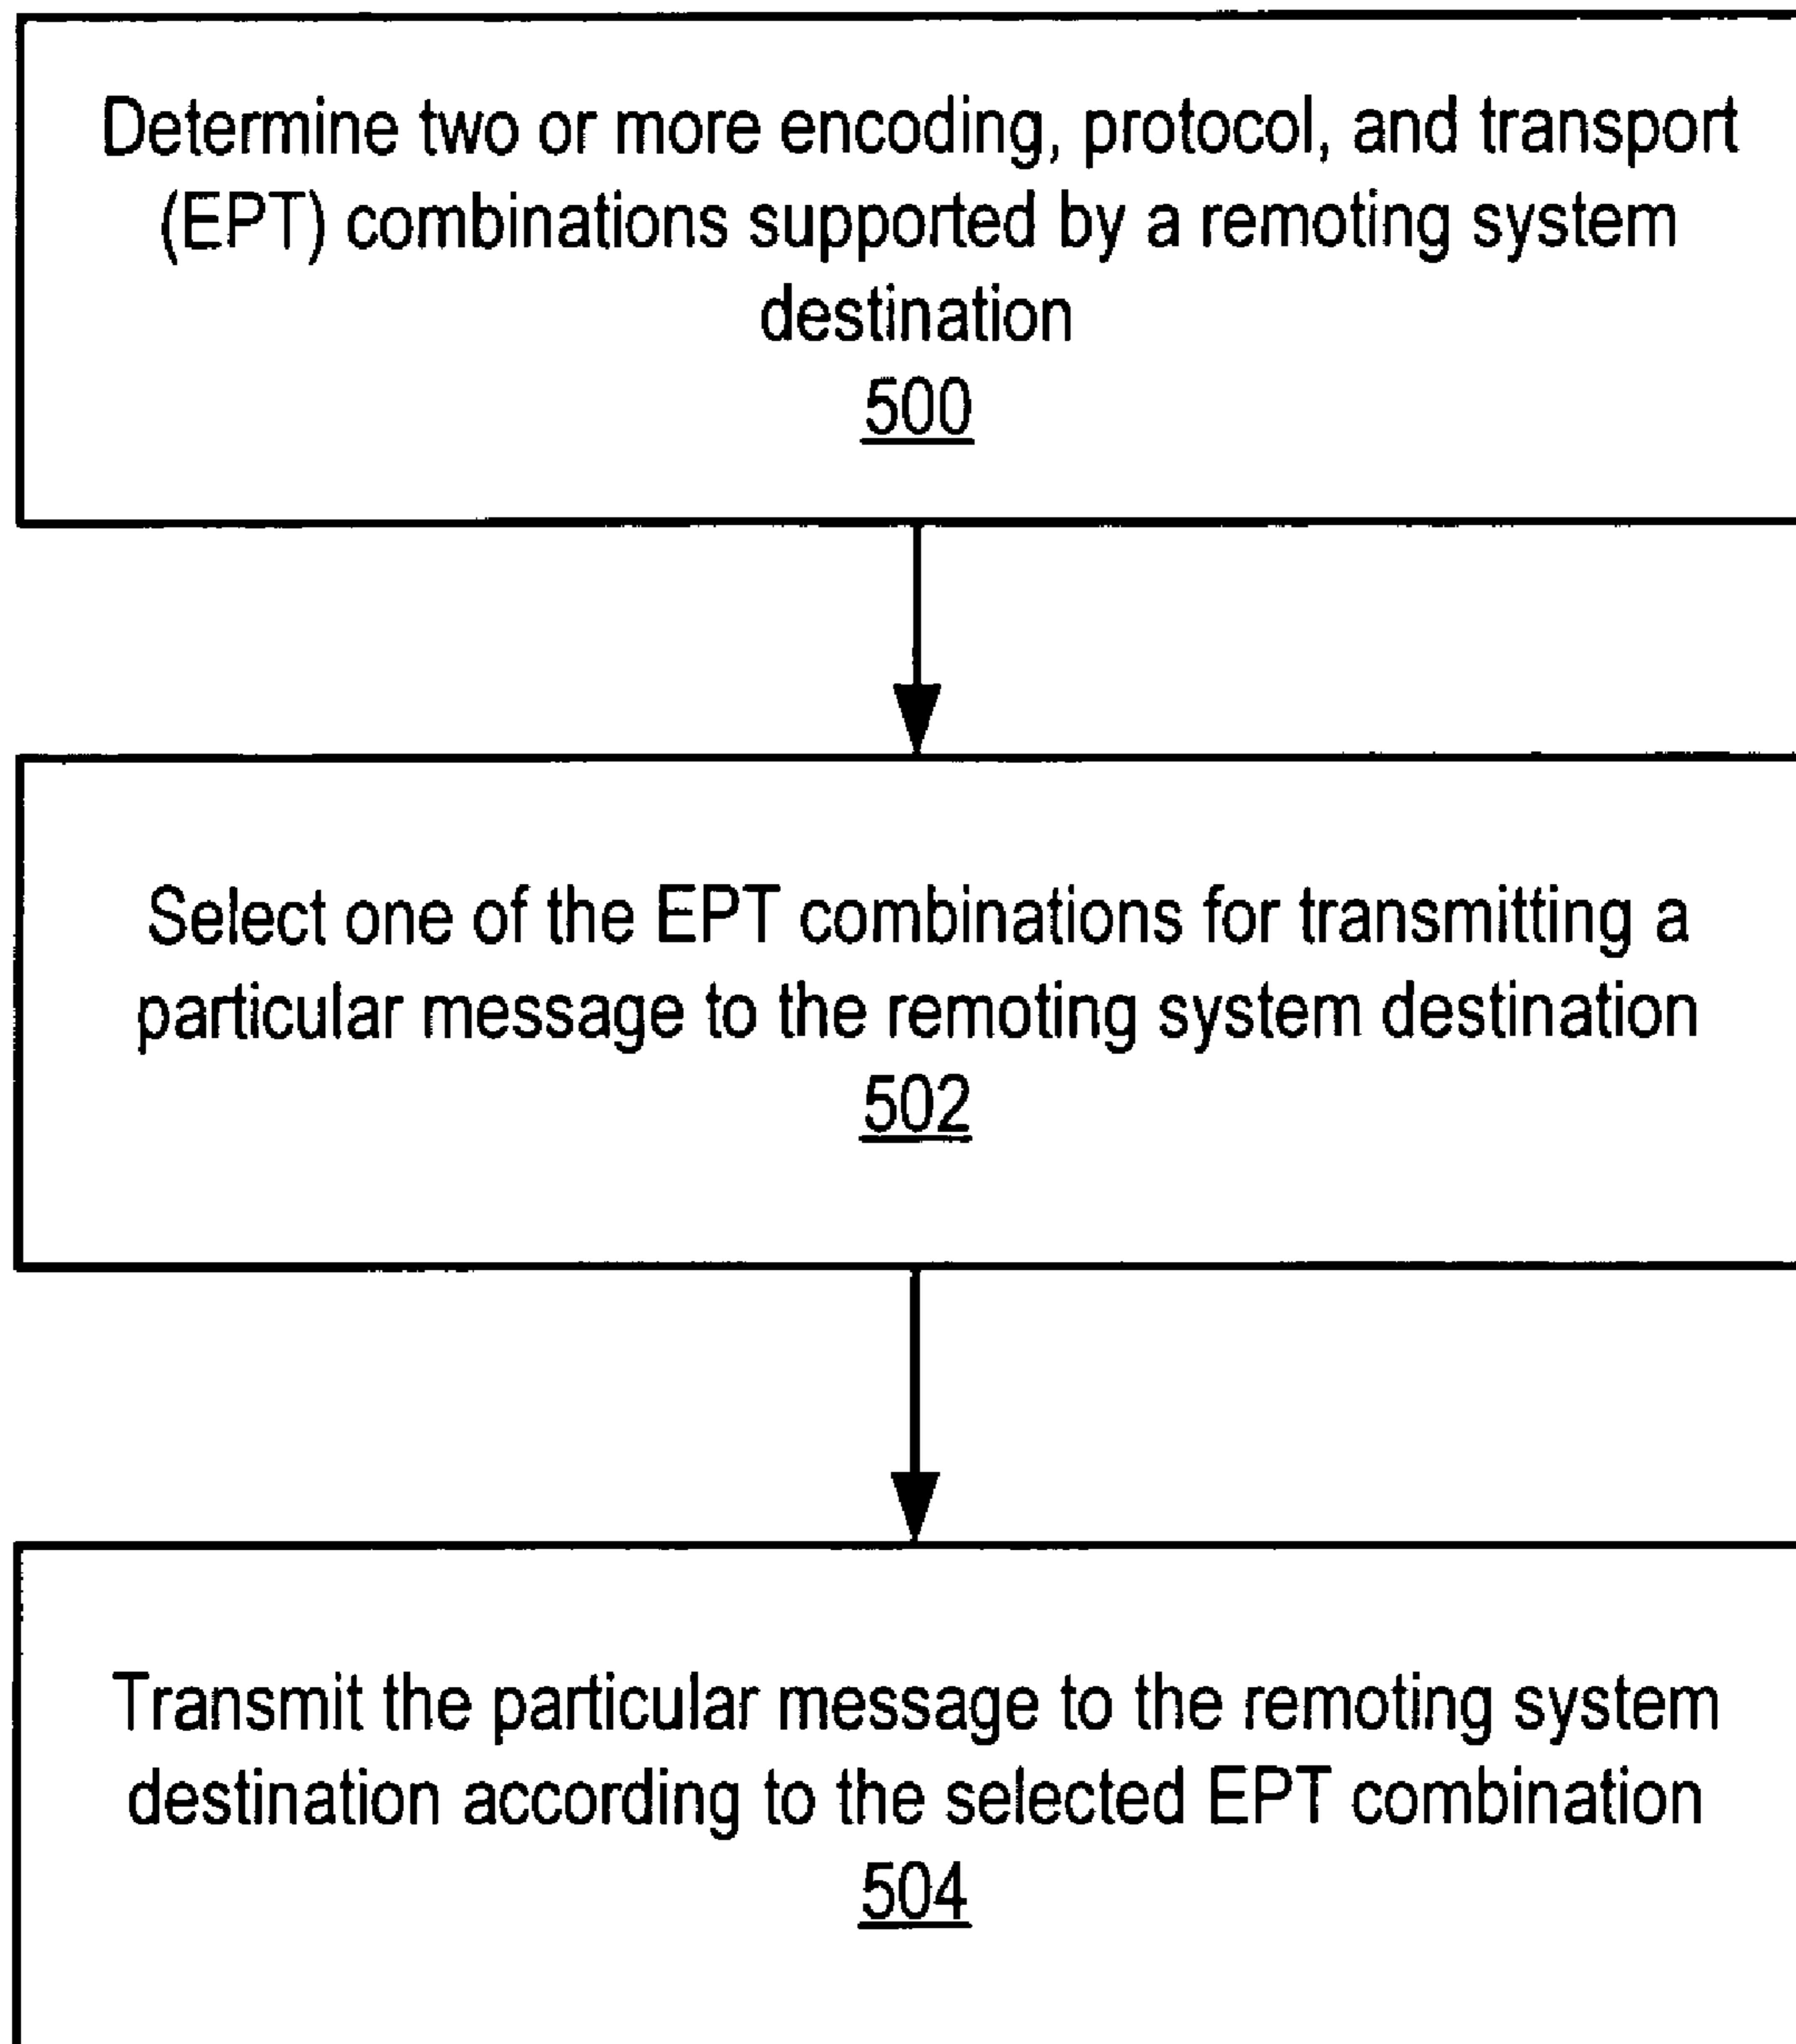 Determine two or more encoding, protocol, and transport
(EPT) combinations supported by a remoting system
destination
500
Select one of the EPT combinations for transmitting a
particular message to the remoting system destination
502
Transmit the particular message to the remoting system
destination according to the selected EPT combination
504